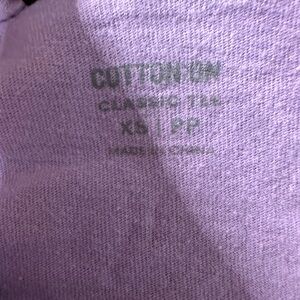 COTTON:ON
CLASSIC TEE
XS | PP
MADE IN CHINA